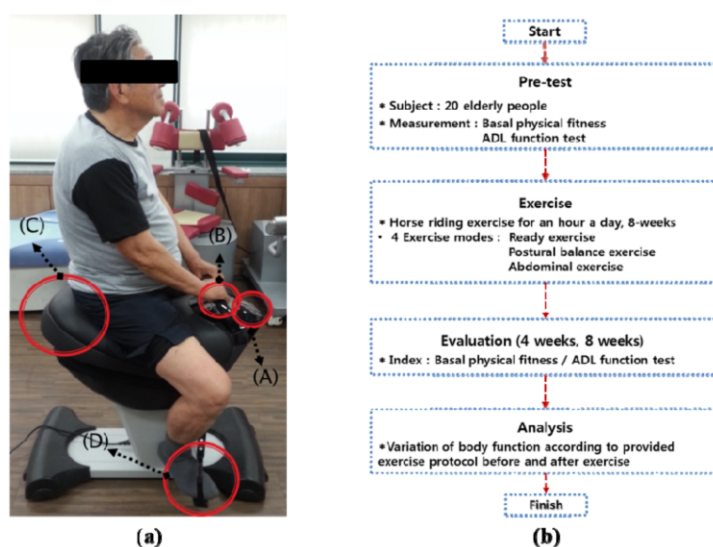 (C)
(B)
(A)
(D)
(a)
Start
Pre-test
* Subject : 20 elderly people
* Measurement : Basal physical fitness
ADL function test
Exercise
* Horse riding exercise for an hour a day, 8-weeks
· 4 Exercise modes : Ready exercise
Postural balance exercise
Abdominal exercise
Evaluation (4 weeks, 8 weeks)
* Index : Basal physical fitness / ADL function test
Analysis
*Variation of body function according to provided
exercise protocol before and after exercise
Finish
(b)